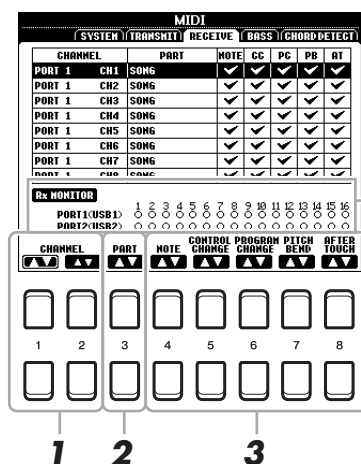 MIDI
SYSTEM TRANSMIT RECEIVE BASS CHORD DETECT
CHANNEL PART NOTE CC PC PB AT
PORT 1 CH1 SONG
PORT 1 CH2 SONG
PORT 1 CH3 SONG
PORT 1 CH4 SONG
PORT 1 CH5 SONG
PORT 1 CH6 SONG
PORT 1 CH7 SONG
PORT 1 CH8 SONG
Rx MONITOR
1 2 3 4 5 6 7 8 9 10 11 12 13 14 15 16
PORT1(USB1)
PORT2(USB2)
CHANNEL PART NOTE CONTROL CHANGE PROGRAM CHANGE PITCH BEND AFTER TOUCH
1 2 3 4 5 6 7 8
1 2 3